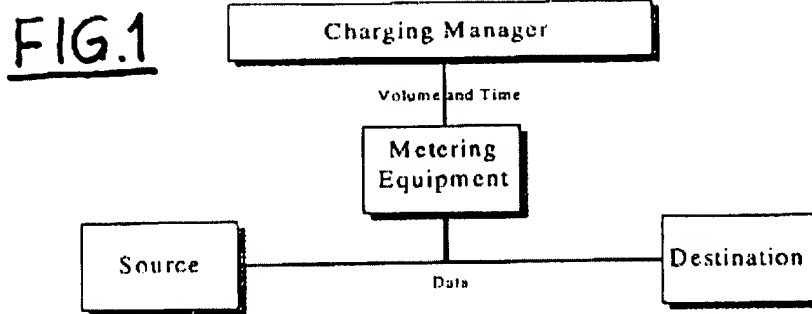 FIG.1
Charging Manager
Volume and Time
Metering
Equipment
Source
Destination
Data